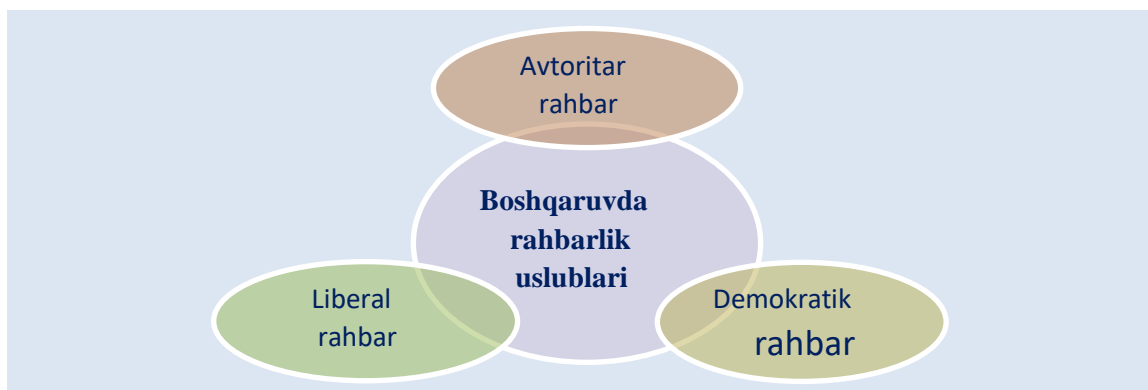 Avtoritar
rahbar
Boshqaruvda
rahbarlik
uslublari
Liberal
rahbar
Demokratik
rahbar